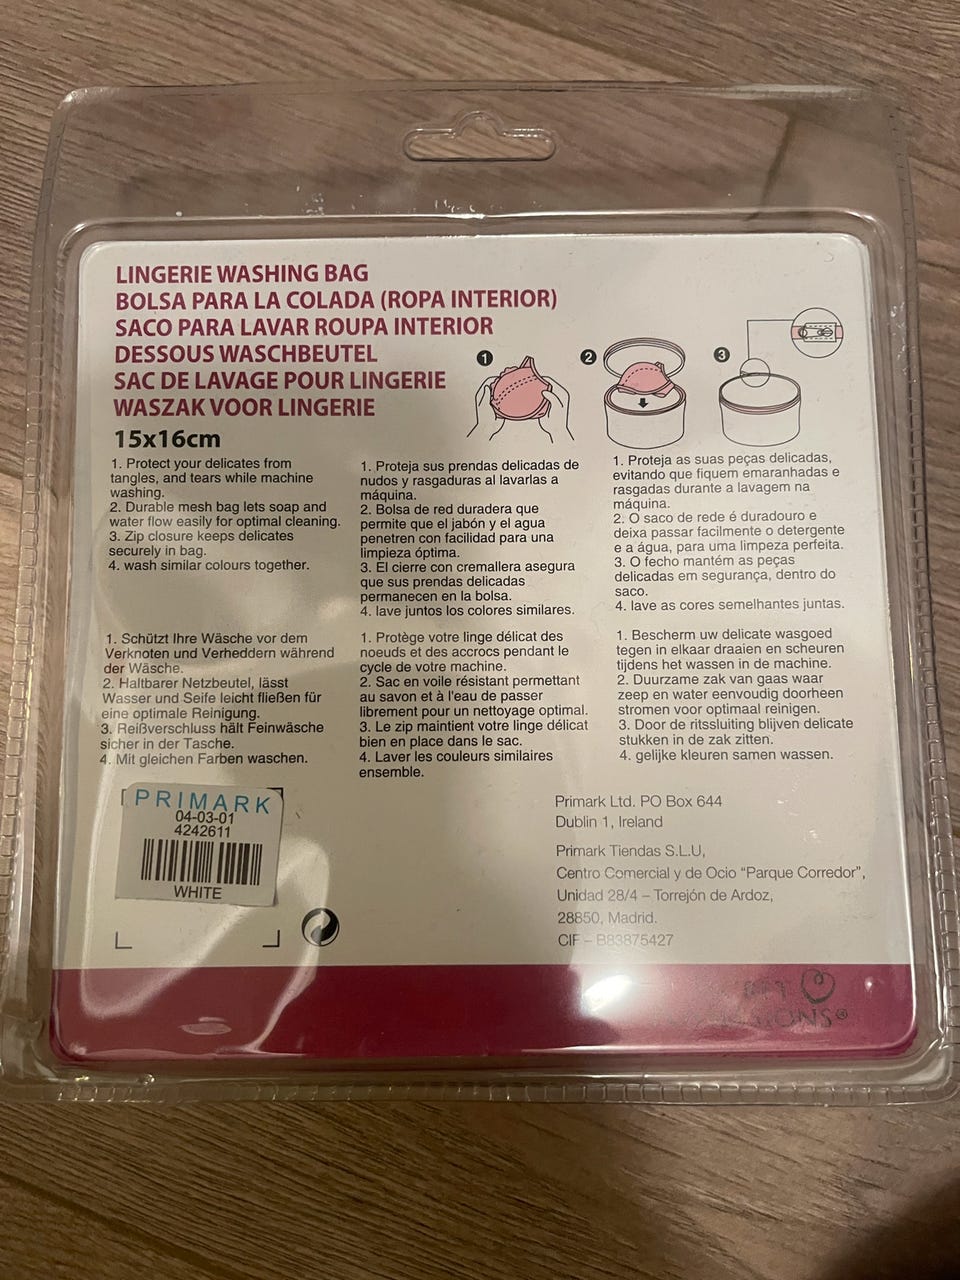 LINGERIE WASHING BAG
BOLSA PARA LA COLADA (ROPA INTERIOR)
SACO PARA LAVAR ROUPA INTERIOR
DESSOUS WASCHBEUTEL
SAC DE LAVAGE POUR LINGERIE
WASZAK VOOR LINGERIE
15x16cm
1
2
3
1. Protect your delicates from
tangles, and tears while machine
washing.
2. Durable mesh bag lets soap and
water flow easily for optimal cleaning.
3. Zip closure keeps delicates
securely in bag.
4. wash similar colours together.
1. Proteja sus prendas delicadas de
nudos y rasgaduras al lavarlas a
máquina.
2. Bolsa de red duradera que
permite que el jabón y el agua
penetren con facilidad para una
limpieza óptima.
3. El cierre con cremallera asegura
que sus prendas delicadas
permanecen en la bolsa.
4. lave juntos los colores similares.
1. Proteja as suas peças delicadas,
evitando que fiquem emaranhadas e
rasgadas durante a lavagem na
máquina.
2. O saco de rede é duradouro e
deixa passar facilmente o detergente
e a água, para uma limpeza perfeita.
3. O fecho mantém as peças
delicadas em segurança, dentro do
saco.
4. lave as cores semelhantes juntas.
1. Schützt Ihre Wäsche vor dem
Verknoten und Verheddern während
der Wäsche.
2. Haltbarer Netzbeutel, lässt
Wasser und Seife leicht fließen für
eine optimale Reinigung.
3. Reißverschluss hält Feinwäsche
sicher in der Tasche.
4. Mit gleichen Farben waschen.
1. Protège votre linge délicat des
noeuds et des accrocs pendant le
cycle de votre machine.
2. Sac en voile résistant permettant
au savon et à l'eau de passer
librement pour un nettoyage optimal.
3. Le zip maintient votre linge délicat
bien en place dans le sac.
4. Laver les couleurs similaires
ensemble.
1. Bescherm uw delicate wasgoed
tegen in elkaar draaien en scheuren
tijdens het wassen in de machine.
2. Duurzame zak van gaas waar
zeep en water eenvoudig doorheen
stromen voor optimaal reinigen.
3. Door de ritssluiting blijven delicate
stukken in de zak zitten.
4. gelijke kleuren samen wassen.
PRIMARK
04-03-01
4242611
WHITE
Primark Ltd. PO Box 644
Dublin 1, Ireland
Primark Tiendas S.L.U,
Centro Comercial y de Ocio “Parque Corredor”,
Unidad 28/4 – Torrejón de Ardoz,
28850, Madrid.
CIF – B83875427